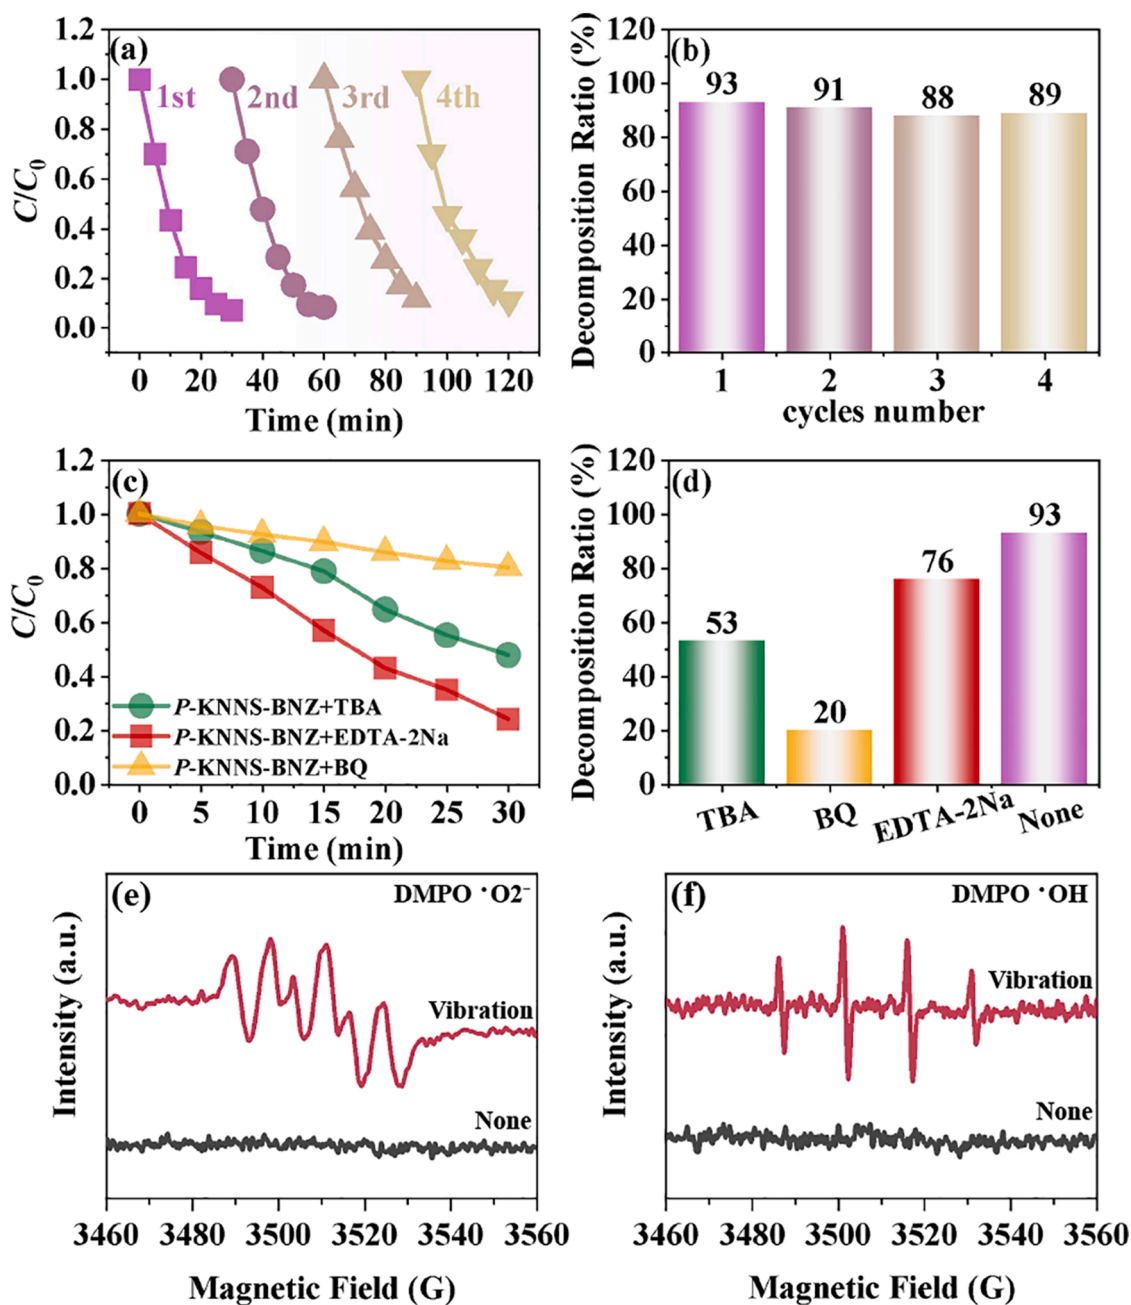 (a)
1st 2nd 3rd 4th
C/C0
1.2
1.0
0.8
0.6
0.4
0.2
0.0
0 20 40 60 80 100 120
Time (min)
(b)
Decomposition Ratio (%)
120
100
80
60
40
20
0
93 91 88 89
1 2 3 4
cycles number
(c)
C/C0
1.2
1.0
0.8
0.6
0.4
0.2
0.0
P-KNNS-BNZ+TBA
P-KNNS-BNZ+EDTA-2Na
P-KNNS-BNZ+BQ
0 5 10 15 20 25 30
Time (min)
(d)
Decomposition Ratio (%)
120
100
80
60
40
20
0
53 20 76 93
TBA BQ EDTA-2Na None
(e)
DMPO ·O2⁻
Intensity (a.u.)
Vibration
None
3460 3480 3500 3520 3540 3560
Magnetic Field (G)
(f)
DMPO ·OH
Intensity (a.u.)
Vibration
None
3460 3480 3500 3520 3540 3560
Magnetic Field (G)